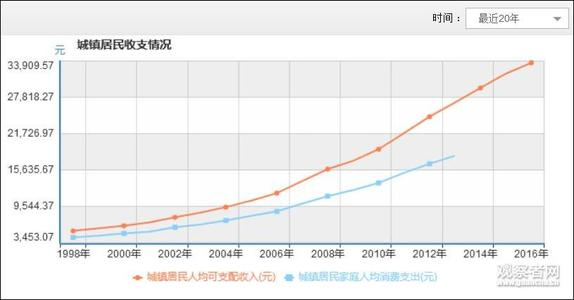 时间：
最近20年
元
城镇居民收支情况
33,909.57
27,818.27
21,726.97
15,635.67
9,544.37
3,453.07
1998年 2000年 2002年 2004年 2006年 2008年 2010年 2012年 2014年 2016年
城镇居民人均可支配收入(元) 城镇居民家庭人均消费支出(元)
观察者网
www.guancha.cn